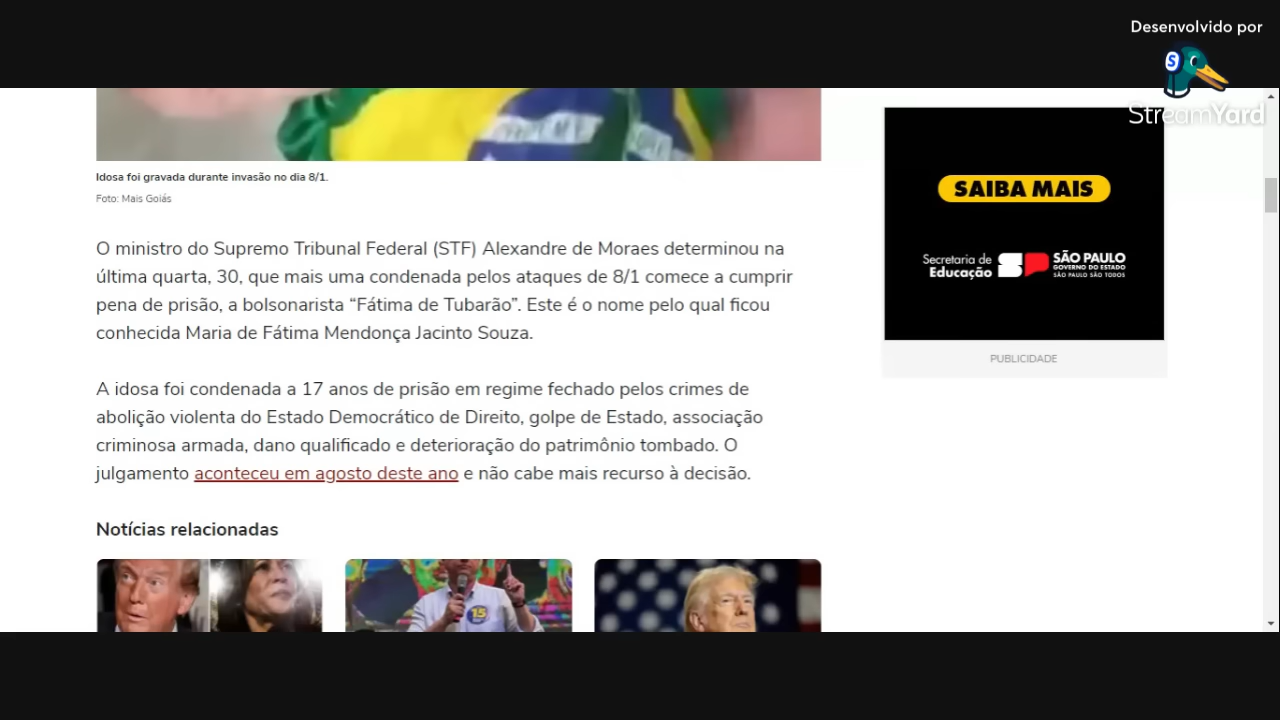 Desenvolvido por
S
StreamYard
SAIBA MAIS
Secretaria de
Educação
SÃO PAULO
GOVERNO DO ESTADO
SÃO PAULO SÃO TODOS
PUBLICIDADE
Idosa foi gravada durante invasão no dia 8/1.
Foto: Mais Goiás
O ministro do Supremo Tribunal Federal (STF) Alexandre de Moraes determinou na
última quarta, 30, que mais uma condenada pelos ataques de 8/1 comece a cumprir
pena de prisão, a bolsonarista “Fátima de Tubarão”. Este é o nome pelo qual ficou
conhecida Maria de Fátima Mendonça Jacinto Souza.
A idosa foi condenada a 17 anos de prisão em regime fechado pelos crimes de
abolição violenta do Estado Democrático de Direito, golpe de Estado, associação
criminosa armada, dano qualificado e deterioração do patrimônio tombado. O
julgamento aconteceu em agosto deste ano e não cabe mais recurso à decisão.
Notícias relacionadas
15